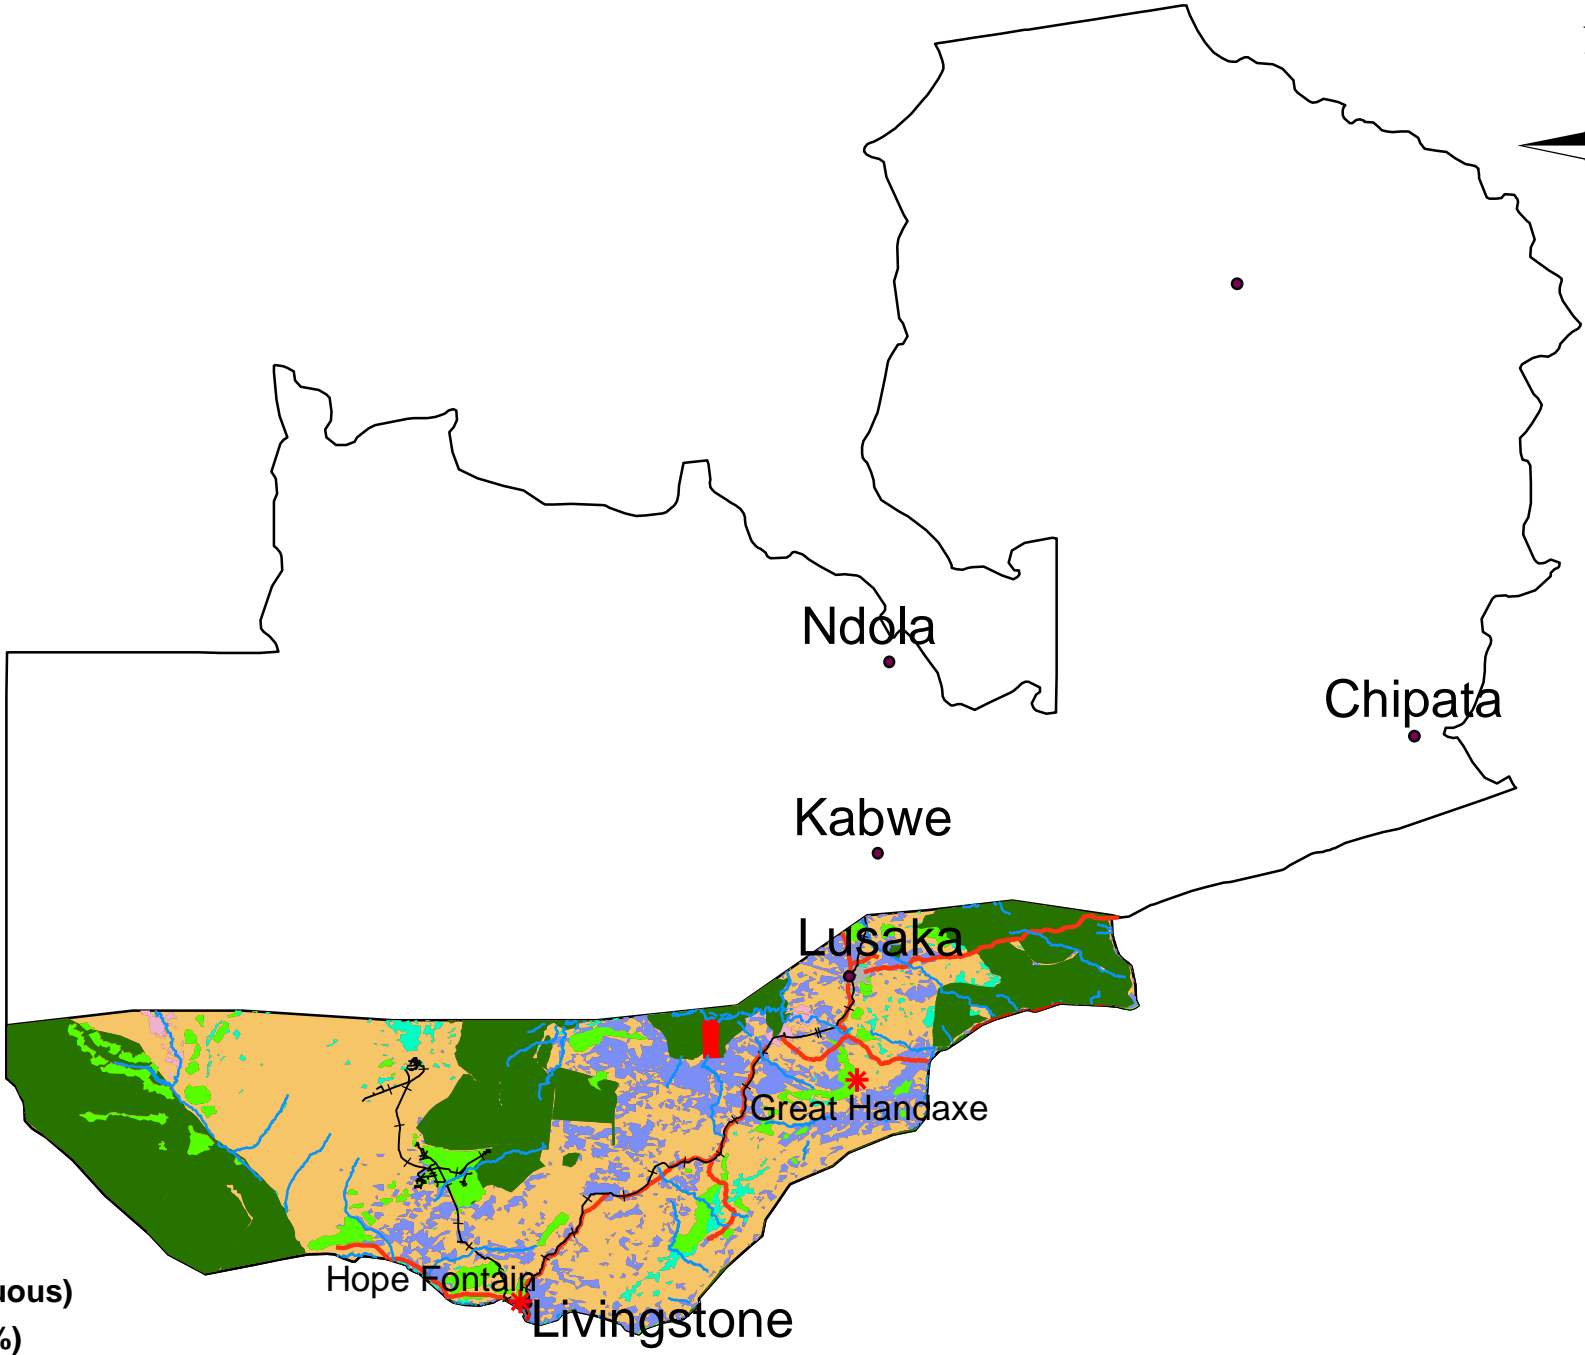 Ndola
Chipata
Kabwe
Lusaka
Great Handaxe
Hope Fontain
uous)
Livingstone
%)